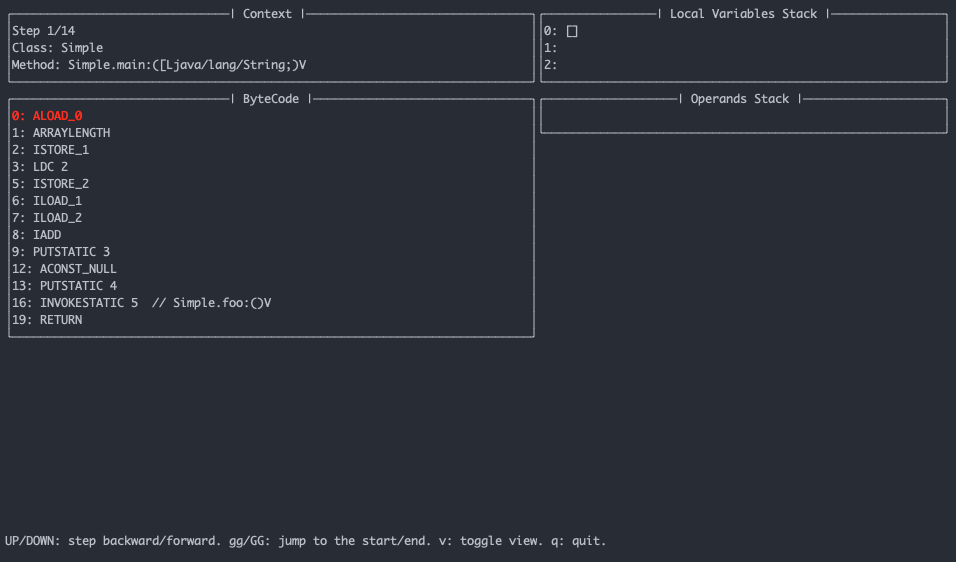 Context
Step 1/14
Class: Simple
Method: Simple.main:([Ljava/lang/String;)V
Local Variables Stack
0: []
1:
2:
ByteCode
0: ALOAD_0
1: ARRAYLENGTH
2: ISTORE_1
3: LDC 2
5: ISTORE_2
6: ILOAD_1
7: ILOAD_2
8: IADD
9: PUTSTATIC 3
12: ACONST_NULL
13: PUTSTATIC 4
16: INVOKESTATIC 5  // Simple.foo:()V
19: RETURN
Operands Stack
UP/DOWN: step backward/forward. gg/GG: jump to the start/end. v: toggle view. q: quit.